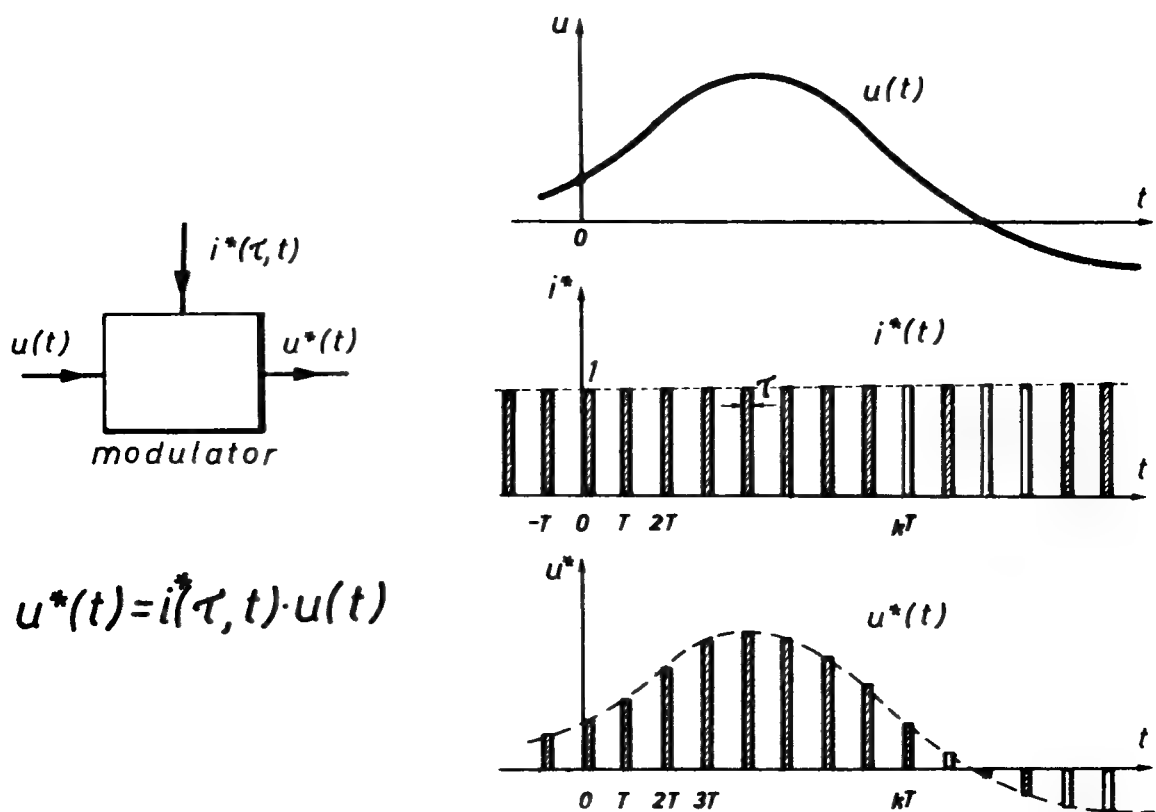 i*(τ, t)
u(t)
u*(t)
modulator
u*(t) = i*(τ, t) · u(t)
u
u(t)
t
0
i*
i*(t)
1
τ
t
-T 0 T 2T kT
u*
u*(t)
t
0 T 2T 3T kT